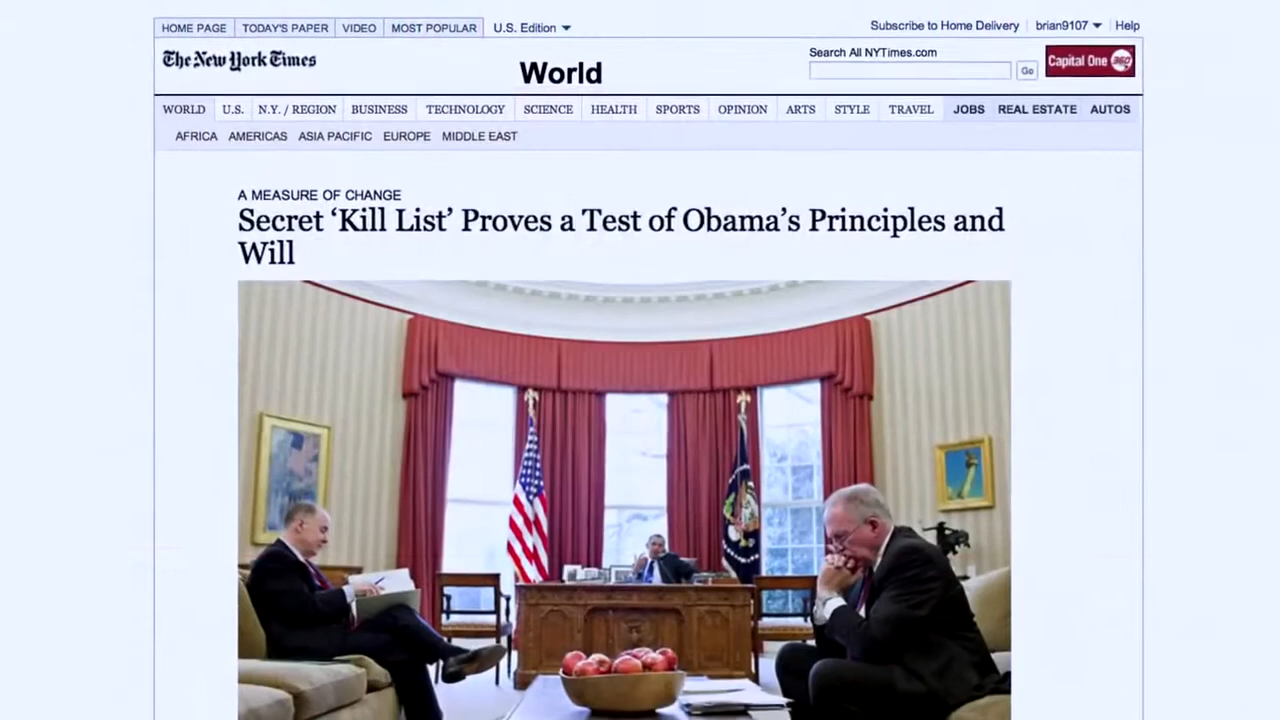 HOME PAGE TODAY'S PAPER VIDEO MOST POPULAR U.S. Edition Subscribe to Home Delivery brian9107 Help
The New York Times
World
Search All NYTimes.com
Go
Capital One 360
WORLD U.S. N.Y. / REGION BUSINESS TECHNOLOGY SCIENCE HEALTH SPORTS OPINION ARTS STYLE TRAVEL JOBS REAL ESTATE AUTOS
AFRICA AMERICAS ASIA PACIFIC EUROPE MIDDLE EAST
A MEASURE OF CHANGE
Secret ‘Kill List’ Proves a Test of Obama’s Principles and
Will